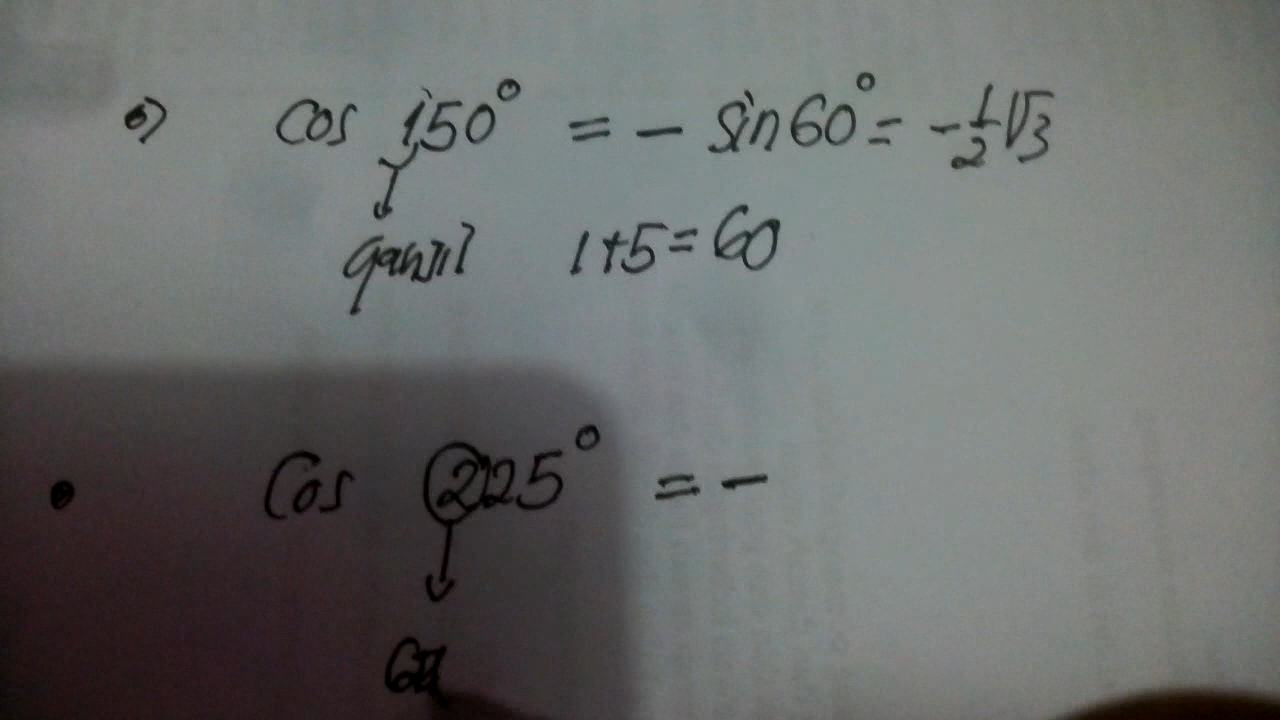 cos 150° = - sin 60° = - 1/2 √3
ganjil 1+5=60
Cos 225° = -